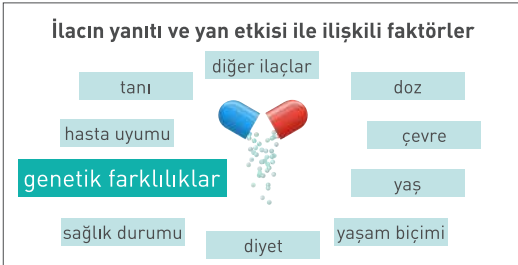 İlacın yanıtı ve yan etkisi ile ilişkili faktörler
diğer ilaçlar
tanı
doz
hasta uyumu
çevre
genetik farklılıklar
yaş
sağlık durumu
diyet
yaşam biçimi